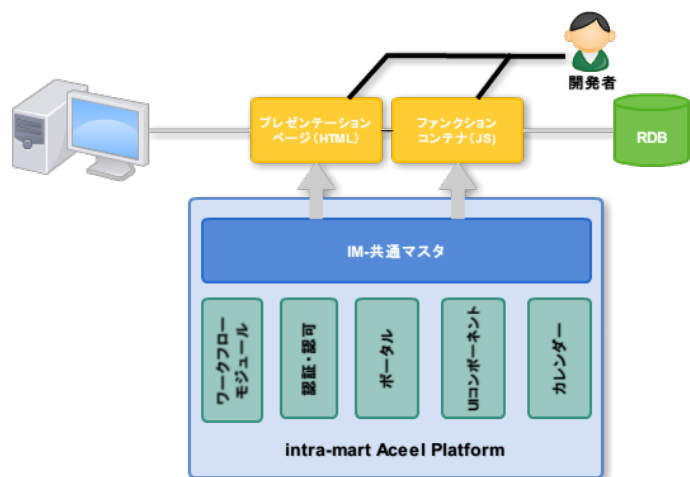 開発者
プレゼンテーション
ページ（HTML）
ファンクション
コンテナ（JS)
RDB
IM-共通マスタ
ワークフロー
モジュール
認証・認可
ポータル
UIコンポーネント
カレンダー
intra-mart Aceel Platform